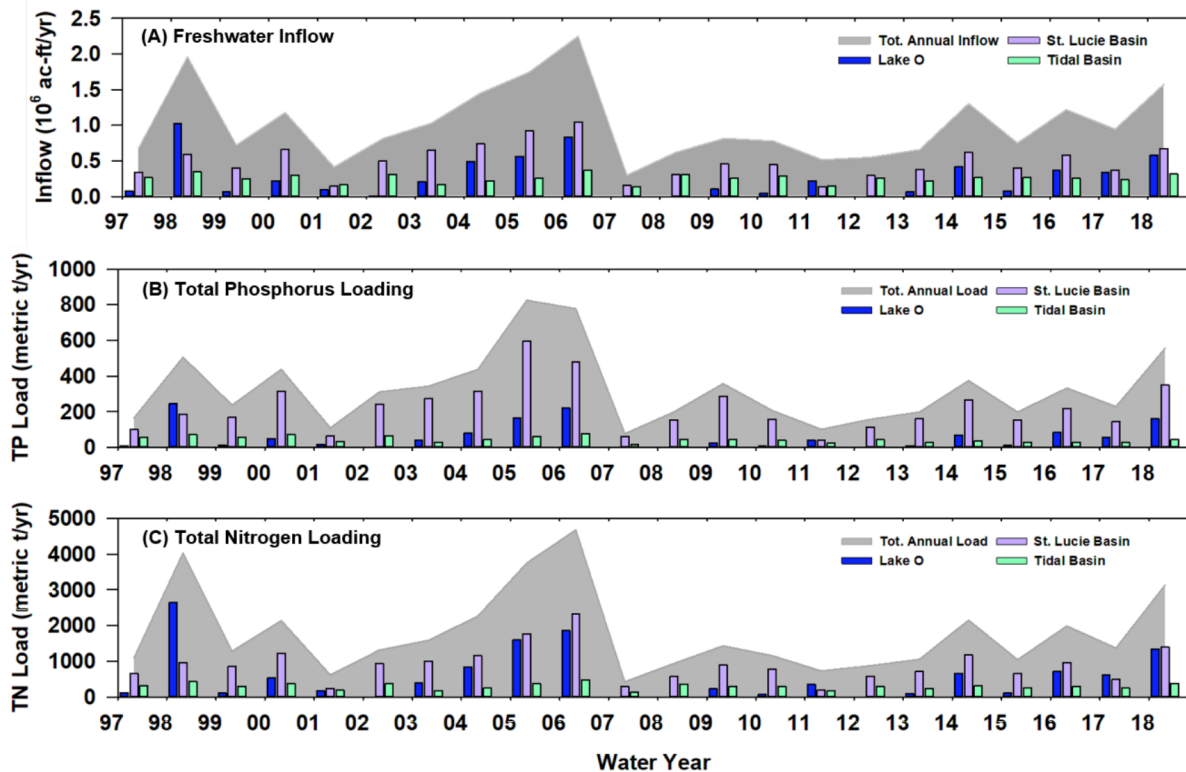 (A) Freshwater Inflow
Tot. Annual Inflow
St. Lucie Basin
Lake O
Tidal Basin
Inflow (10⁶ ac-ft/yr)
2.5
2.0
1.5
1.0
0.5
0.0
97 98 99 00 01 02 03 04 05 06 07 08 09 10 11 12 13 14 15 16 17 18
(B) Total Phosphorus Loading
Tot. Annual Load
St. Lucie Basin
Lake O
Tidal Basin
TP Load (metric t/yr)
1000
800
600
400
200
0
97 98 99 00 01 02 03 04 05 06 07 08 09 10 11 12 13 14 15 16 17 18
(C) Total Nitrogen Loading
Tot. Annual Load
St. Lucie Basin
Lake O
Tidal Basin
TN Load (metric t/yr)
5000
4000
3000
2000
1000
0
97 98 99 00 01 02 03 04 05 06 07 08 09 10 11 12 13 14 15 16 17 18
Water Year